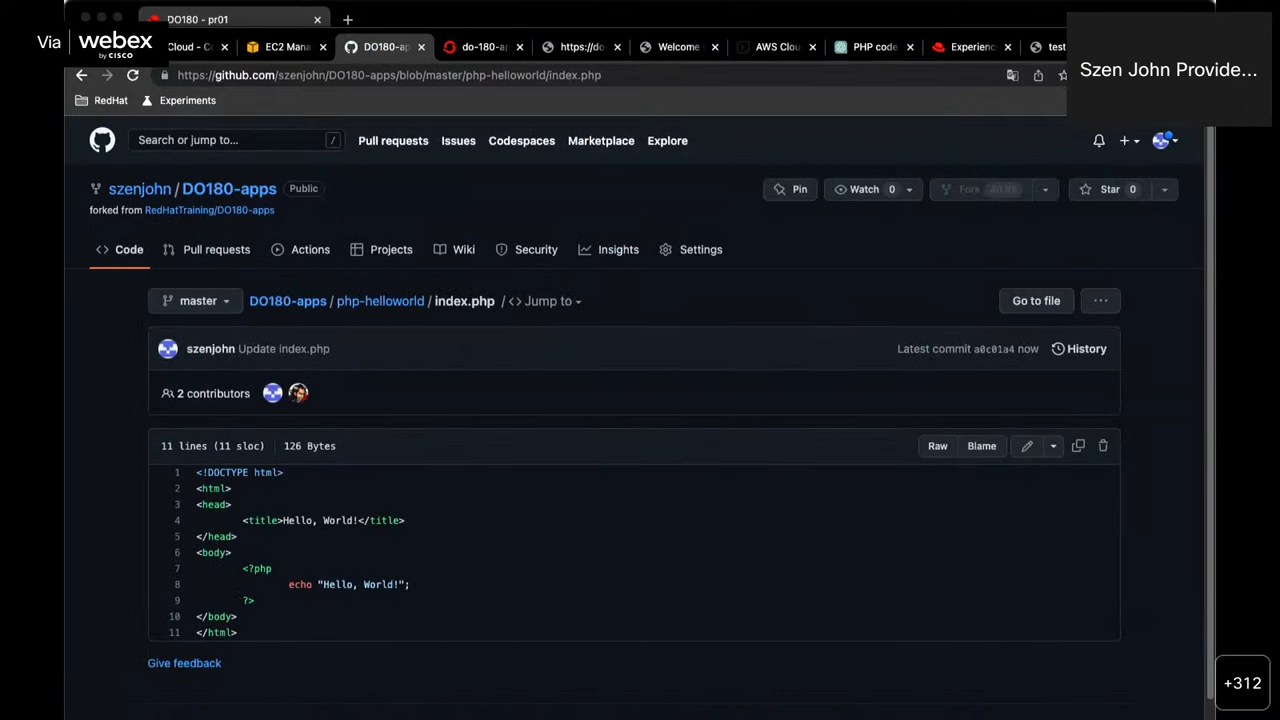 DO180 - pr01
Via webex by CISCO
Cloud - C
EC2 Mana
DO180-ap
do-180-ap
https://do
Welcome
AWS Clou
PHP code
Experienc
test
Szen John Provide...
https://github.com/szenjohn/DO180-apps/blob/master/php-helloworld/index.php
RedHat
Experiments
Search or jump to...
/
Pull requests
Issues
Codespaces
Marketplace
Explore
szenjohn / DO180-apps
Public
Pin
Watch 0
Fork
Star 0
forked from RedHatTraining/DO180-apps
<> Code
Pull requests
Actions
Projects
Wiki
Security
Insights
Settings
master
DO180-apps / php-helloworld / index.php / <> Jump to
Go to file
...
szenjohn Update index.php
Latest commit a0c01a4 now
History
2 contributors
11 lines (11 sloc)
126 Bytes
Raw
Blame
1 <!DOCTYPE html>
2 <html>
3 <head>
4 <title>Hello, World!</title>
5 </head>
6 <body>
7 <?php
8 echo "Hello, World!";
9 ?>
10 </body>
11 </html>
Give feedback
+312